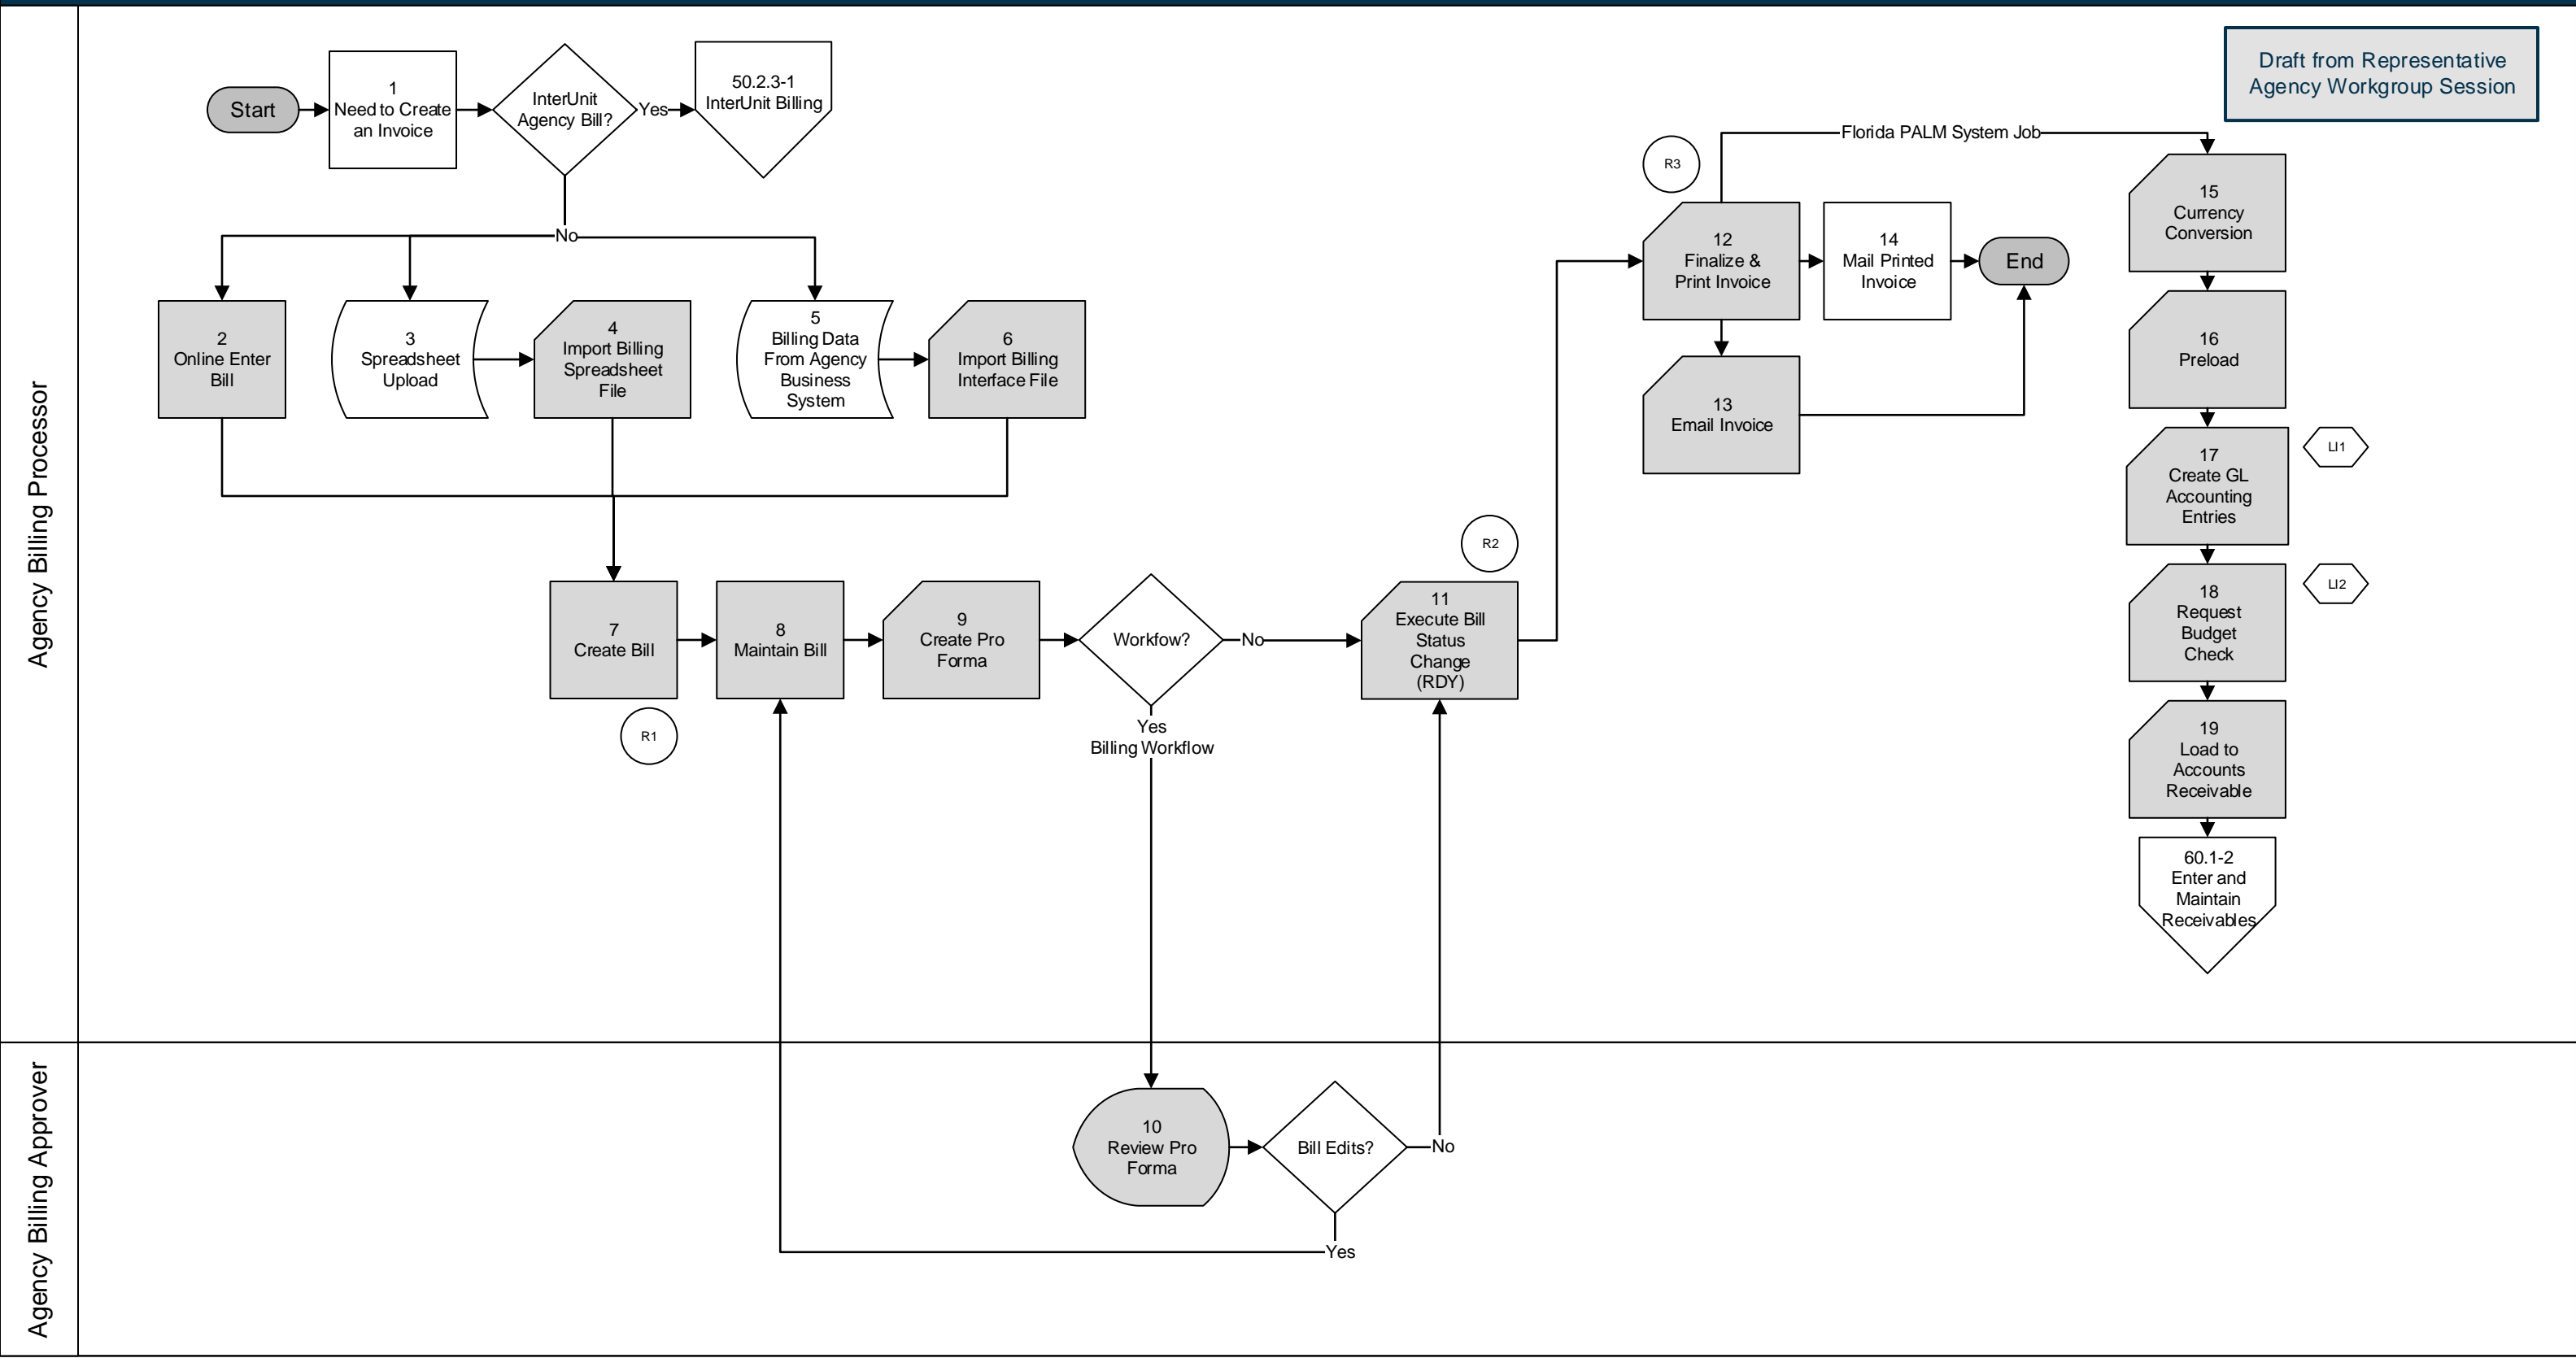 Draft from Representative
Agency Workgroup Session
Agency Billing Processor
Start
1
Need to Create
an Invoice
InterUnit
Agency Bill?
Yes
50.2.3-1
InterUnit Billing
No
2
Online Enter
Bill
3
Spreadsheet
Upload
4
Import Billing
Spreadsheet
File
5
Billing Data
From Agency
Business
System
6
Import Billing
Interface File
7
Create Bill
R1
8
Maintain Bill
9
Create Pro
Forma
Workfow?
No
Yes
Billing Workflow
11
Execute Bill
Status
Change
(RDY)
R2
R3
12
Finalize &
Print Invoice
13
Email Invoice
14
Mail Printed
Invoice
End
Florida PALM System Job
15
Currency
Conversion
16
Preload
17
Create GL
Accounting
Entries
LI1
18
Request
Budget
Check
LI2
19
Load to
Accounts
Receivable
60.1-2
Enter and
Maintain
Receivables
Agency Billing Approver
10
Review Pro
Forma
Bill Edits?
No
Yes